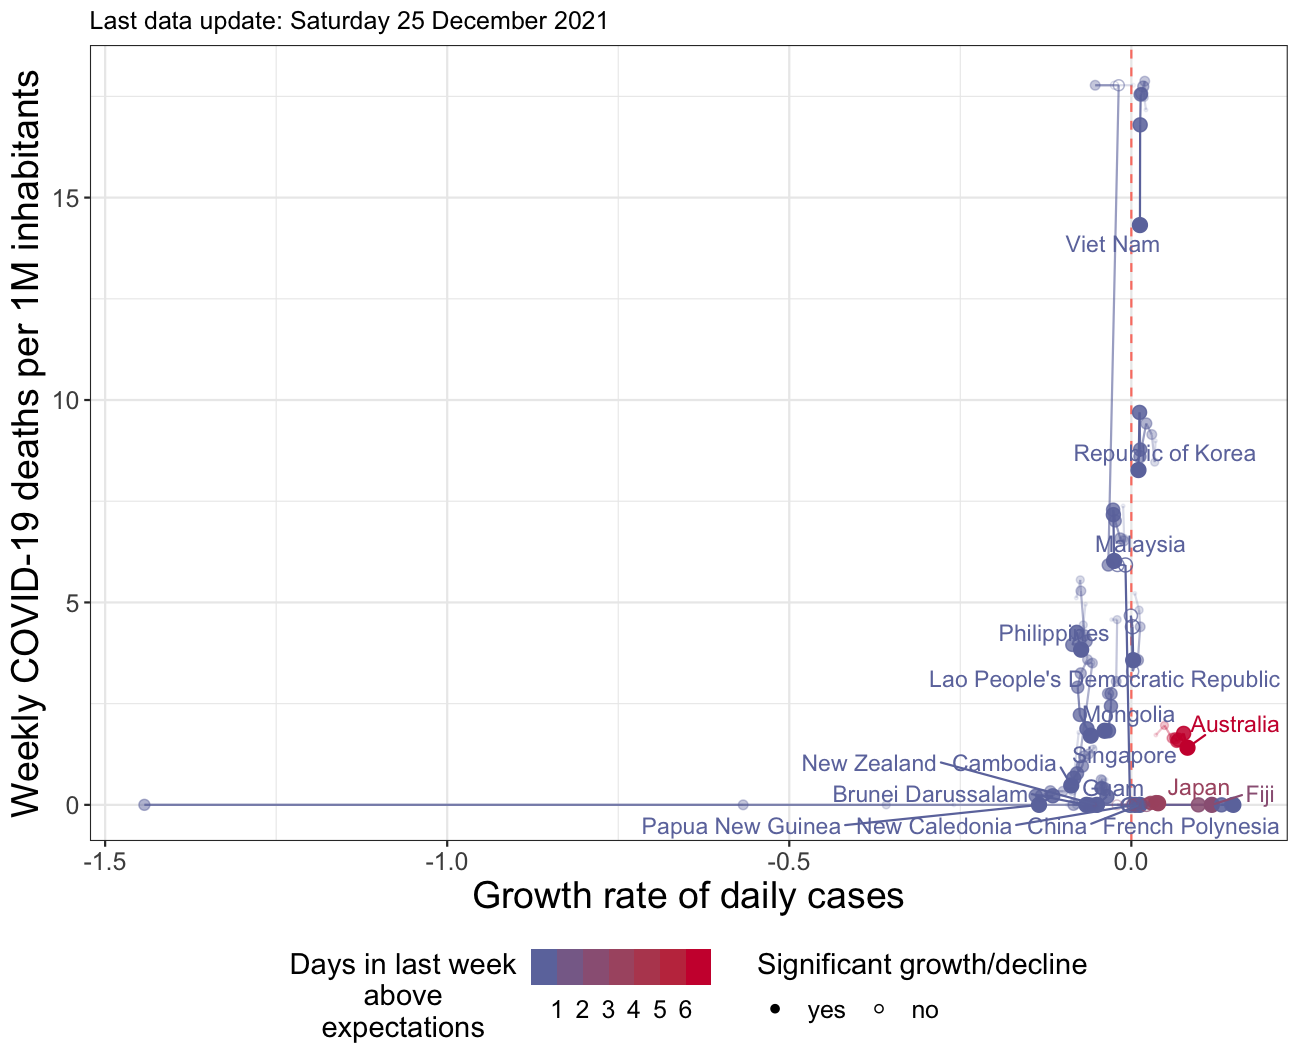 Last data update: Saturday 25 December 2021
Weekly COVID-19 deaths per 1M inhabitants
15
10
5
0
Viet Nam
Republic of Korea
Malaysia
Philippines
Lao People's Democratic Republic
Mongolia
Australia
Singapore
New Zealand
Cambodia
Guam
Japan
Brunei Darussalam
Fiji
Papua New Guinea
New Caledonia
China
French Polynesia
-1.5
-1.0
-0.5
0.0
Growth rate of daily cases
Days in last week
above
expectations
1 2 3 4 5 6
Significant growth/decline
yes
no